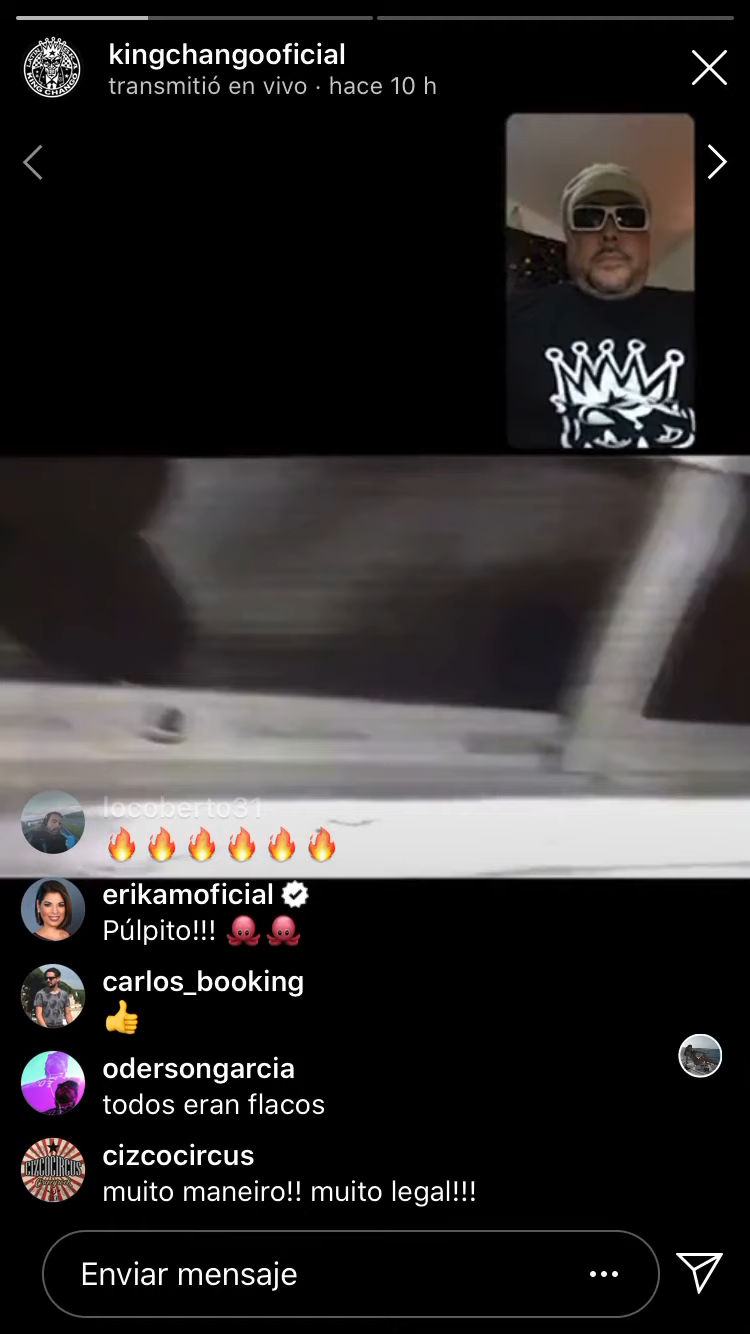 kingchangooficial
transmitió en vivo · hace 10 h
locoberto31
🔥🔥🔥🔥🔥🔥
erikamoficial
Púlpito!!! 🐙🐙
carlos_booking
👍
odersongarcia
todos eran flacos
CIZCOCIRCUS
cizcocircus
muito maneiro!! muito legal!!!
Enviar mensaje